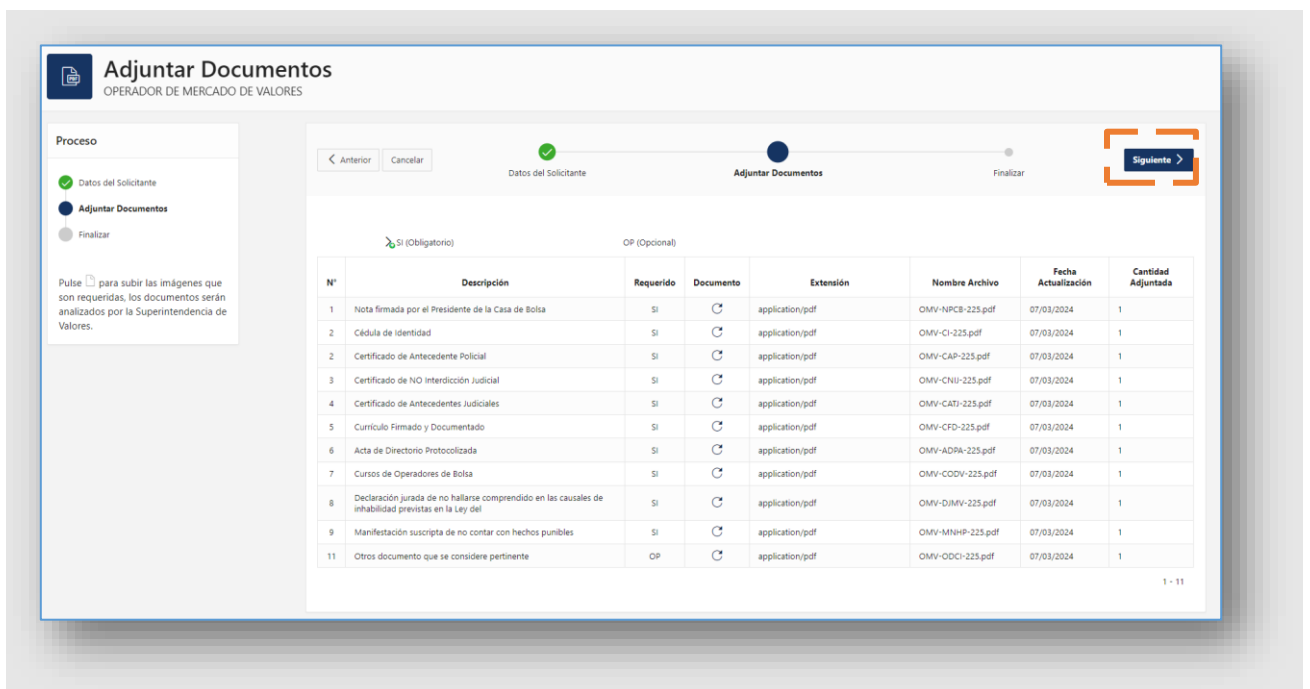 Adjuntar Documentos
OPERADOR DE MERCADO DE VALORES
Proceso
Datos del Solicitante
Adjuntar Documentos
Finalizar
Pulse para subir las imágenes que
son requeridas, los documentos serán
analizados por la Superintendencia de
Valores.
Anterior Cancelar Datos del Solicitante Adjuntar Documentos Finalizar Siguiente
SI (Obligatorio) OP (Opcional)
N° Descripción Requerido Documento Extensión Nombre Archivo Fecha Actualización Cantidad Adjuntada
1 Nota firmada por el Presidente de la Casa de Bolsa SI application/pdf OMV-NPCB-225.pdf 07/03/2024 1
2 Cédula de Identidad SI application/pdf OMV-CI-225.pdf 07/03/2024 1
2 Certificado de Antecedente Policial SI application/pdf OMV-CAP-225.pdf 07/03/2024 1
3 Certificado de NO Interdicción Judicial SI application/pdf OMV-CNIJ-225.pdf 07/03/2024 1
4 Certificado de Antecedentes Judiciales SI application/pdf OMV-CATJ-225.pdf 07/03/2024 1
5 Currículo Firmado y Documentado SI application/pdf OMV-CFD-225.pdf 07/03/2024 1
6 Acta de Directorio Protocolizada SI application/pdf OMV-ADPA-225.pdf 07/03/2024 1
7 Cursos de Operadores de Bolsa SI application/pdf OMV-CODV-225.pdf 07/03/2024 1
8 Declaración jurada de no hallarse comprendido en las causales de
inhabilidad previstas en la Ley del SI application/pdf OMV-DJMV-225.pdf 07/03/2024 1
9 Manifestación suscripta de no contar con hechos punibles SI application/pdf OMV-MNHP-225.pdf 07/03/2024 1
11 Otros documento que se considere pertinente OP application/pdf OMV-ODCI-225.pdf 07/03/2024 1
1 - 11